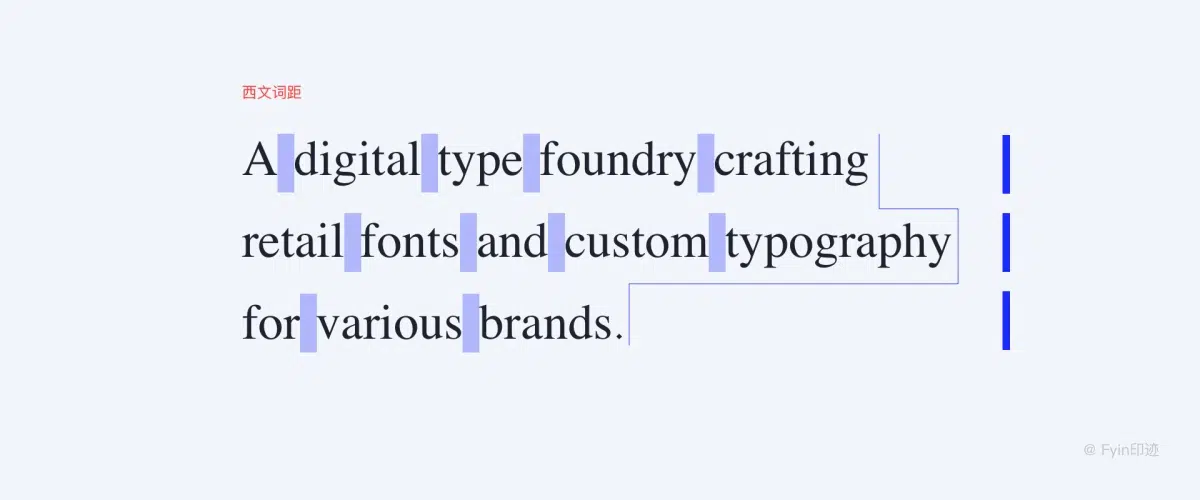 西文词距
A digital type foundry crafting
retail fonts and custom typography
for various brands.
@ Fyin印迹